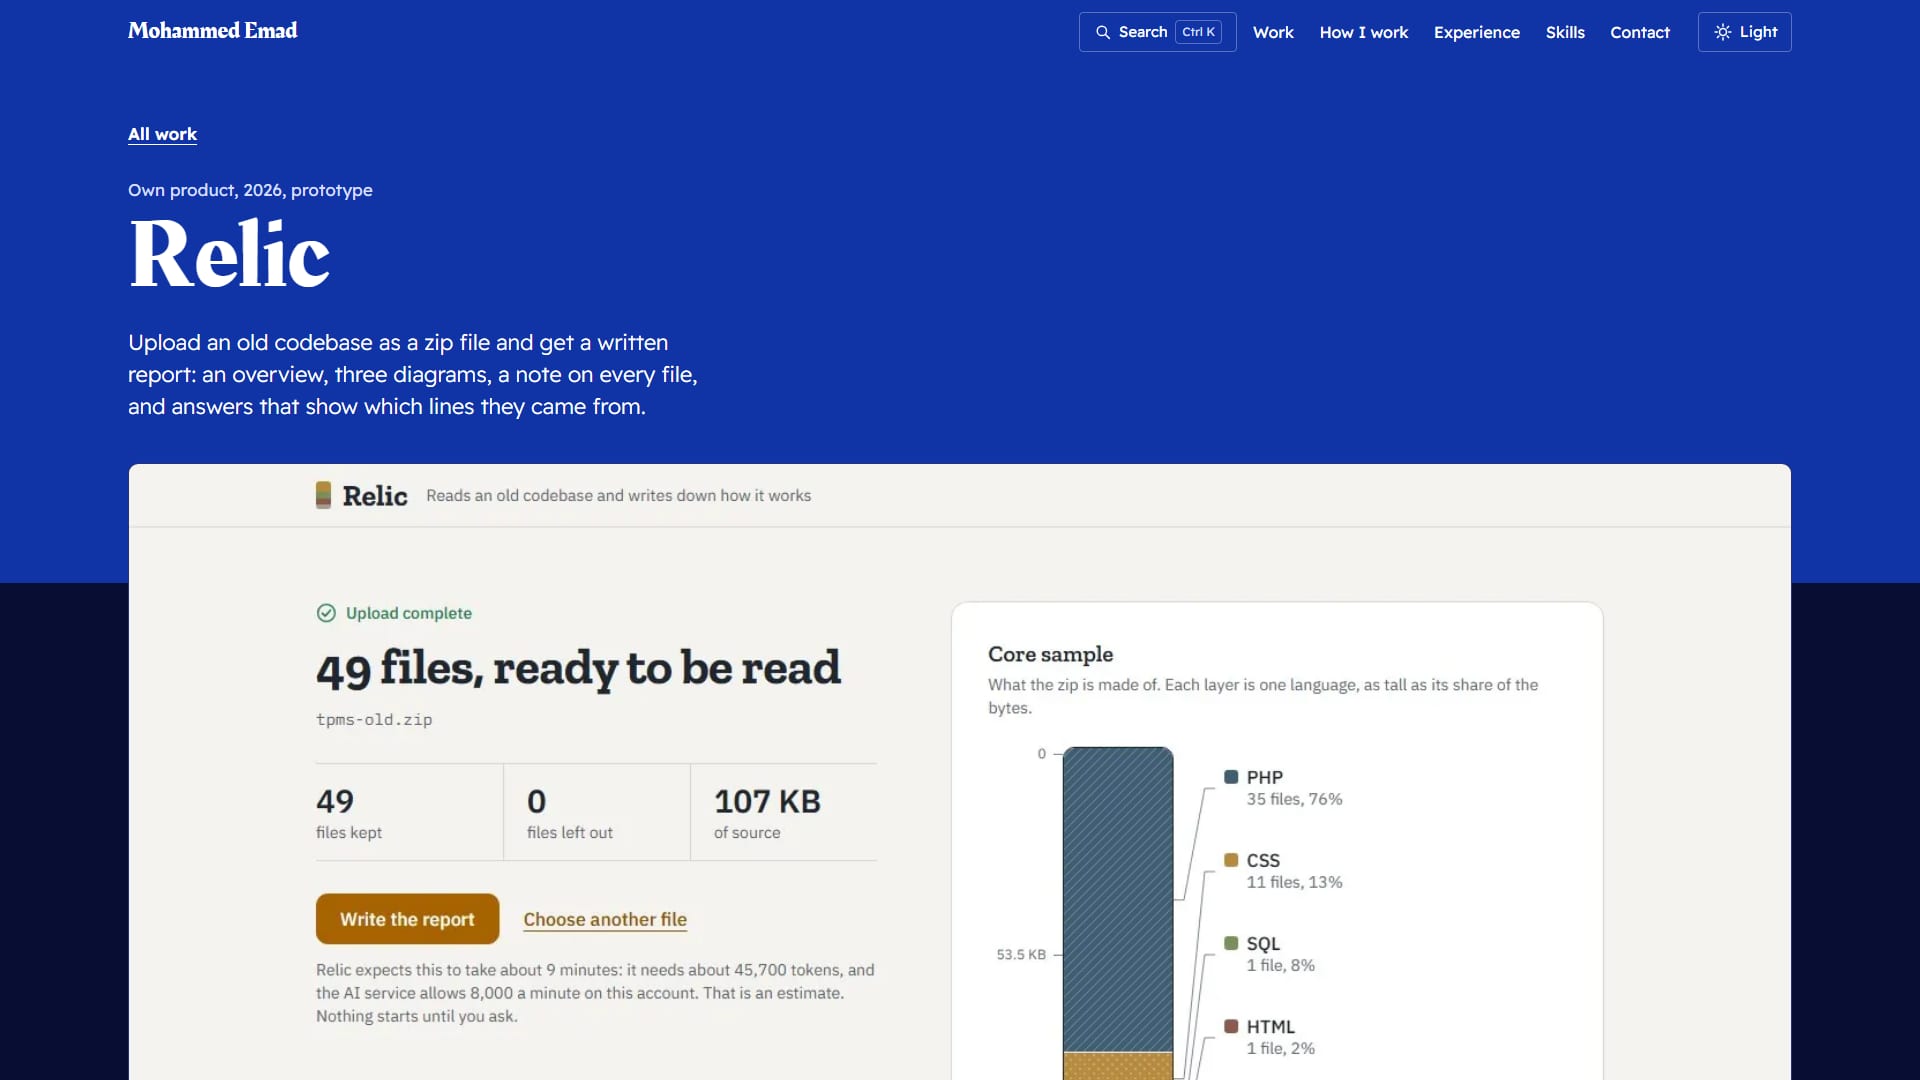 Mohammed Emad
Search Ctrl K
Work
How I work
Experience
Skills
Contact
Light
All work
Own product, 2026, prototype
Relic
Upload an old codebase as a zip file and get a written
report: an overview, three diagrams, a note on every file,
and answers that show which lines they came from.
Relic
Reads an old codebase and writes down how it works
Upload complete
49 files, ready to be read
tpms-old.zip
49
files kept
0
files left out
107 KB
of source
Write the report
Choose another file
Relic expects this to take about 9 minutes: it needs about 45,700 tokens, and
the AI service allows 8,000 a minute on this account. That is an estimate.
Nothing starts until you ask.
Core sample
What the zip is made of. Each layer is one language, as tall as its share of the
bytes.
0
53.5 KB
PHP
35 files, 76%
CSS
11 files, 13%
SQL
1 file, 8%
HTML
1 file, 2%